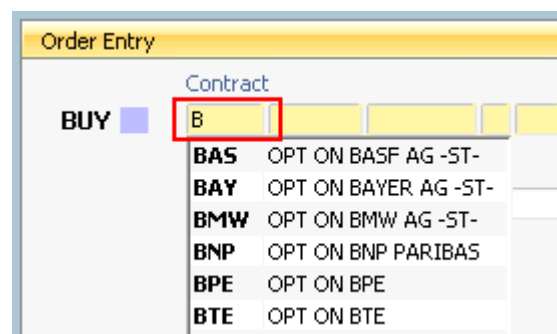 Order Entry
Contract
BUY B
BAS OPT ON BASF AG -ST-
BAY OPT ON BAYER AG -ST-
BMW OPT ON BMW AG -ST-
BNP OPT ON BNP PARIBAS
BPE OPT ON BPE
BTE OPT ON BTE